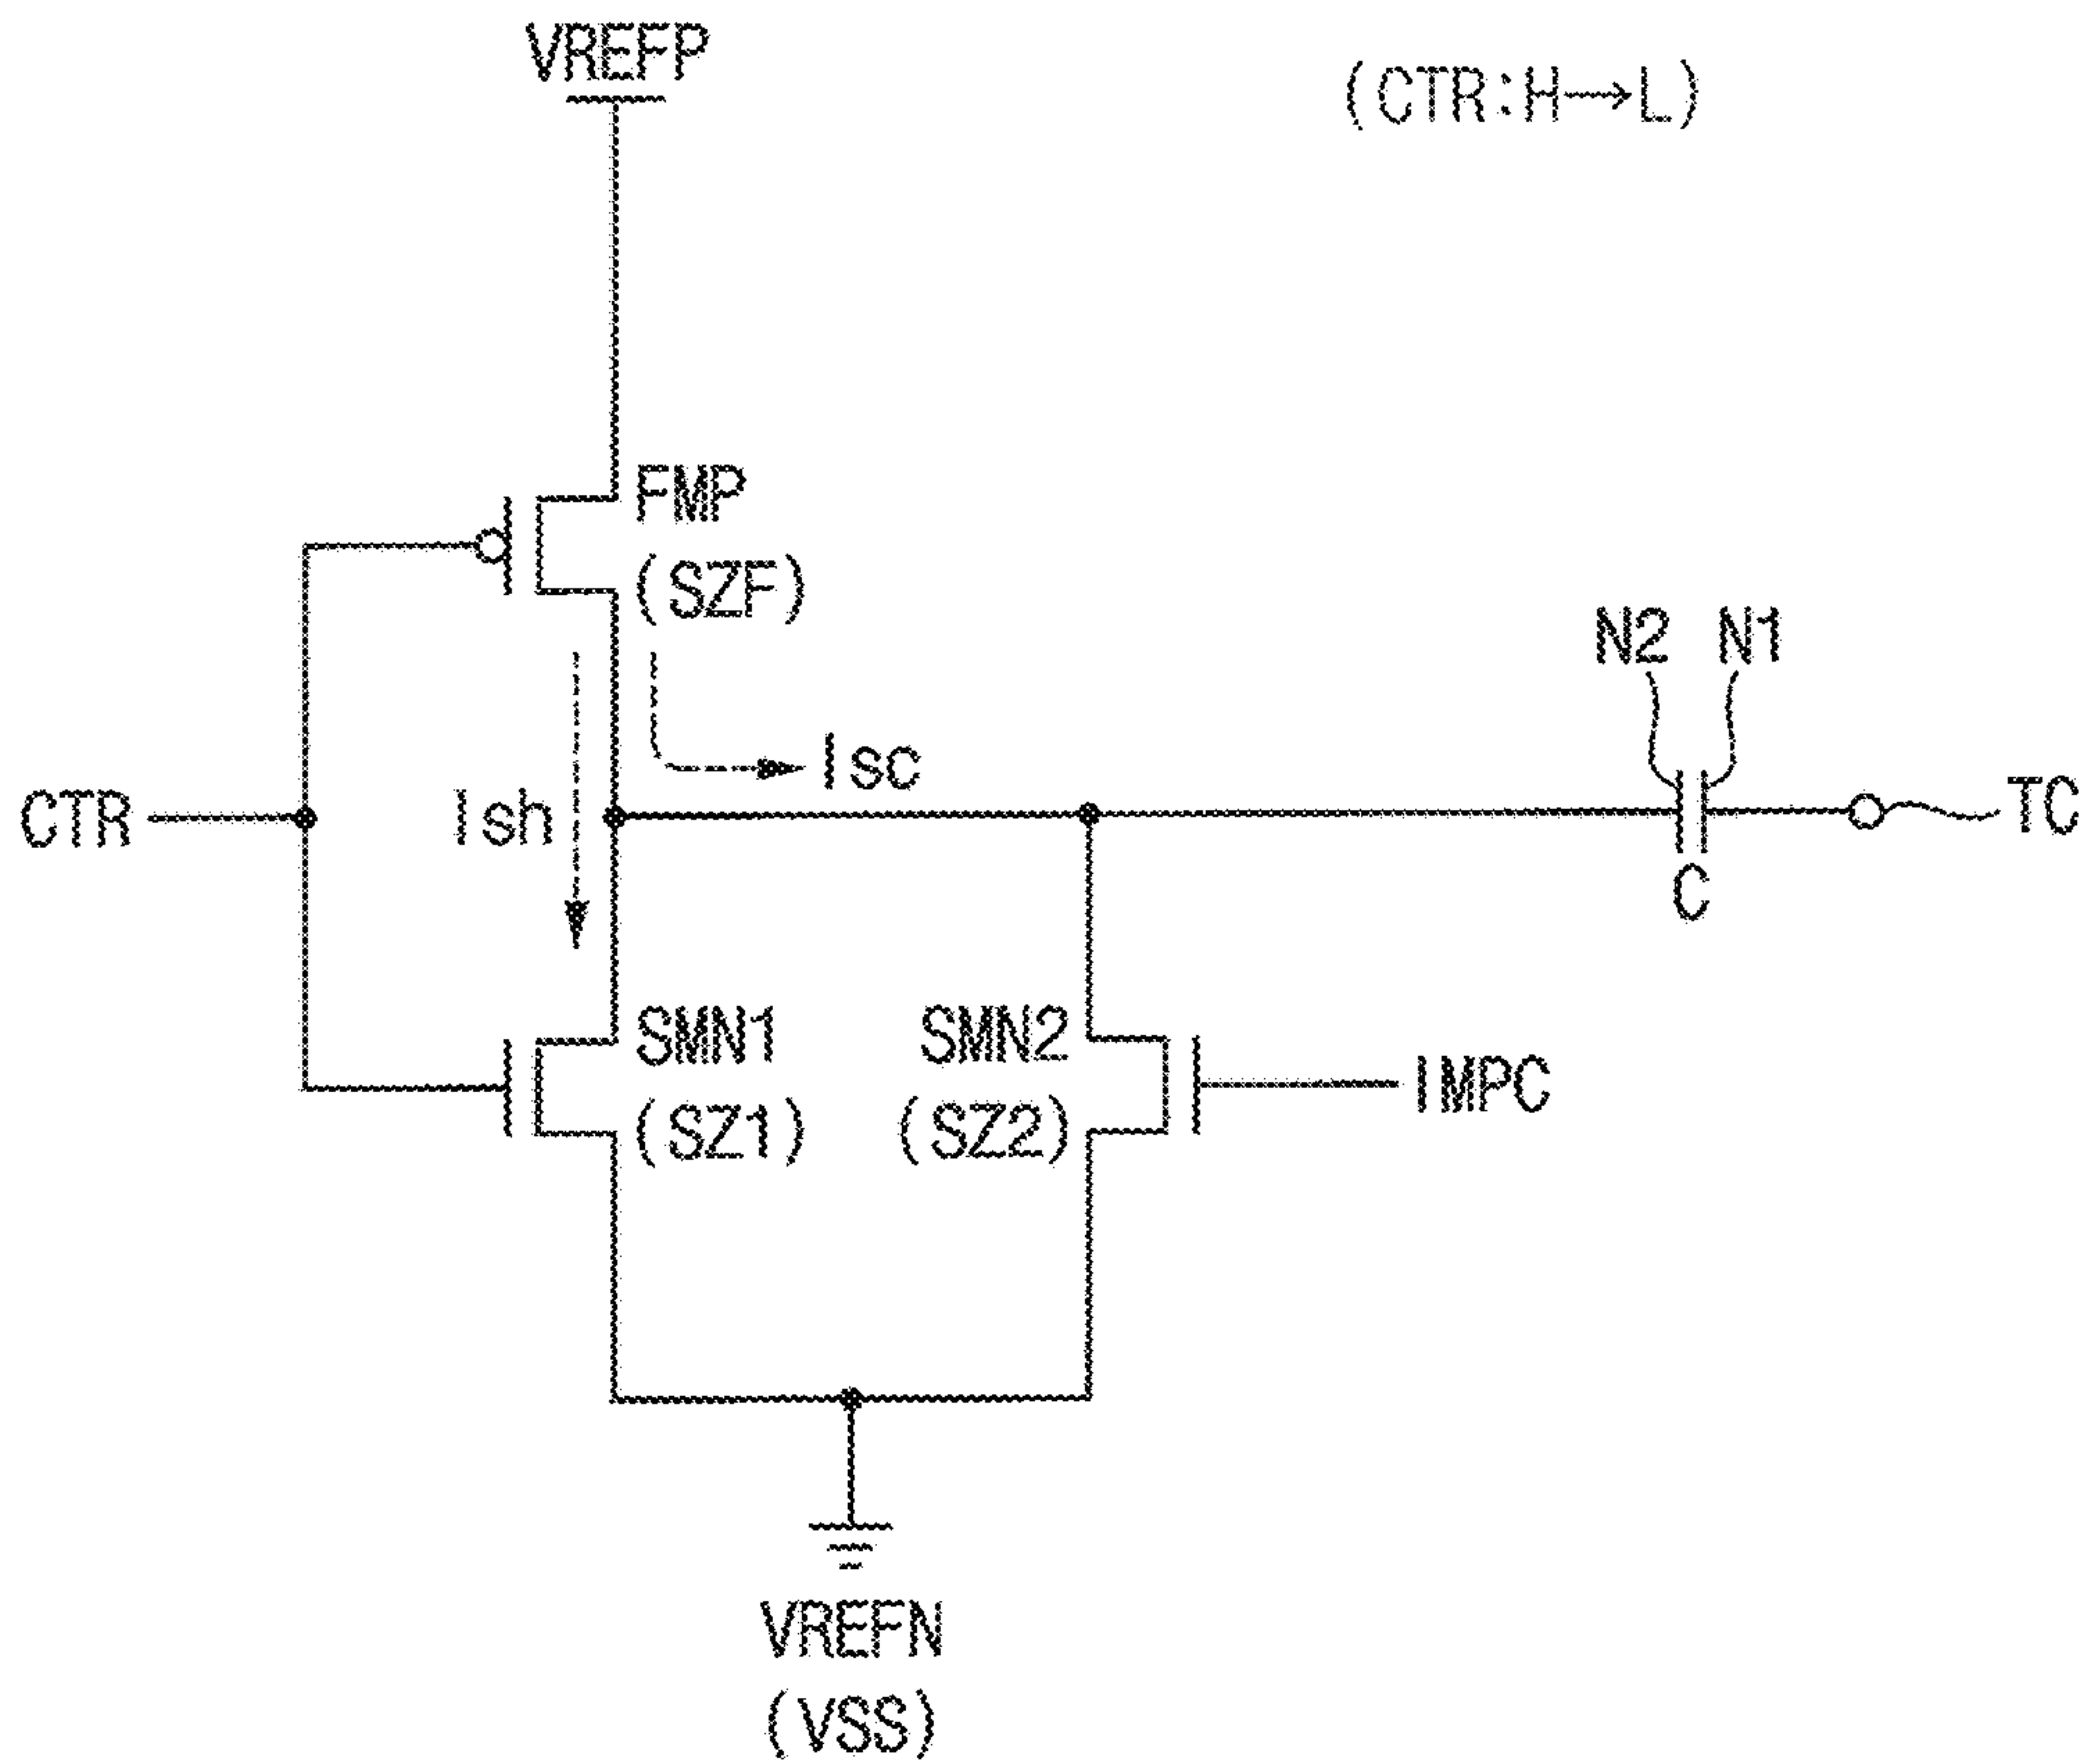 VREFP
(CTR:H→L)
FMP
(SZF)
N2 N1
Isc
CTR
Ish
TC
C
SMN1
SMN2
(SZ1)
(SZ2)
IMPC
VREFN
(VSS)